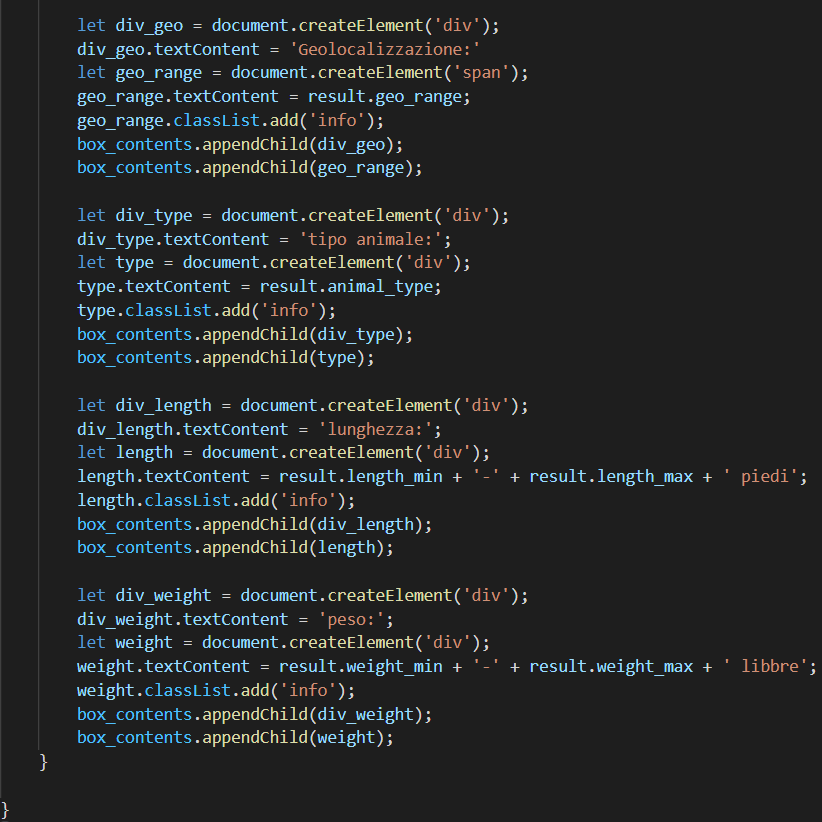 let div_geo = document.createElement('div');
div_geo.textContent = 'Geolocalizzazione:'
let geo_range = document.createElement('span');
geo_range.textContent = result.geo_range;
geo_range.classList.add('info');
box_contents.appendChild(div_geo);
box_contents.appendChild(geo_range);
let div_type = document.createElement('div');
div_type.textContent = 'tipo animale:';
let type = document.createElement('div');
type.textContent = result.animal_type;
type.classList.add('info');
box_contents.appendChild(div_type);
box_contents.appendChild(type);
let div_length = document.createElement('div');
div_length.textContent = 'lunghezza:';
let length = document.createElement('div');
length.textContent = result.length_min + '-' + result.length_max + ' piedi';
length.classList.add('info');
box_contents.appendChild(div_length);
box_contents.appendChild(length);
let div_weight = document.createElement('div');
div_weight.textContent = 'peso:';
let weight = document.createElement('div');
weight.textContent = result.weight_min + '-' + result.weight_max + ' libbre';
weight.classList.add('info');
box_contents.appendChild(div_weight);
box_contents.appendChild(weight);
}
}